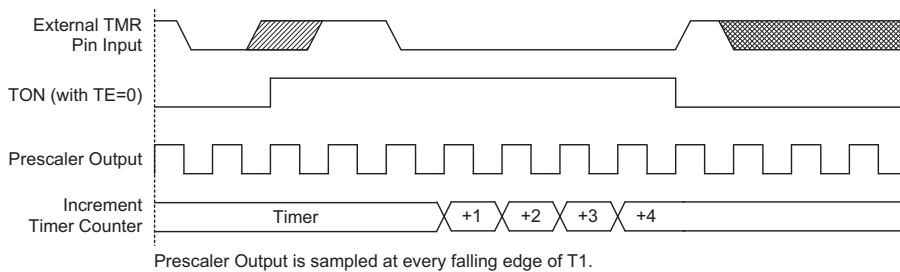 External TMR
Pin Input
TON (with TE=0)
Prescaler Output
Increment
Timer Counter
Timer +1 +2 +3 +4
Prescaler Output is sampled at every falling edge of T1.